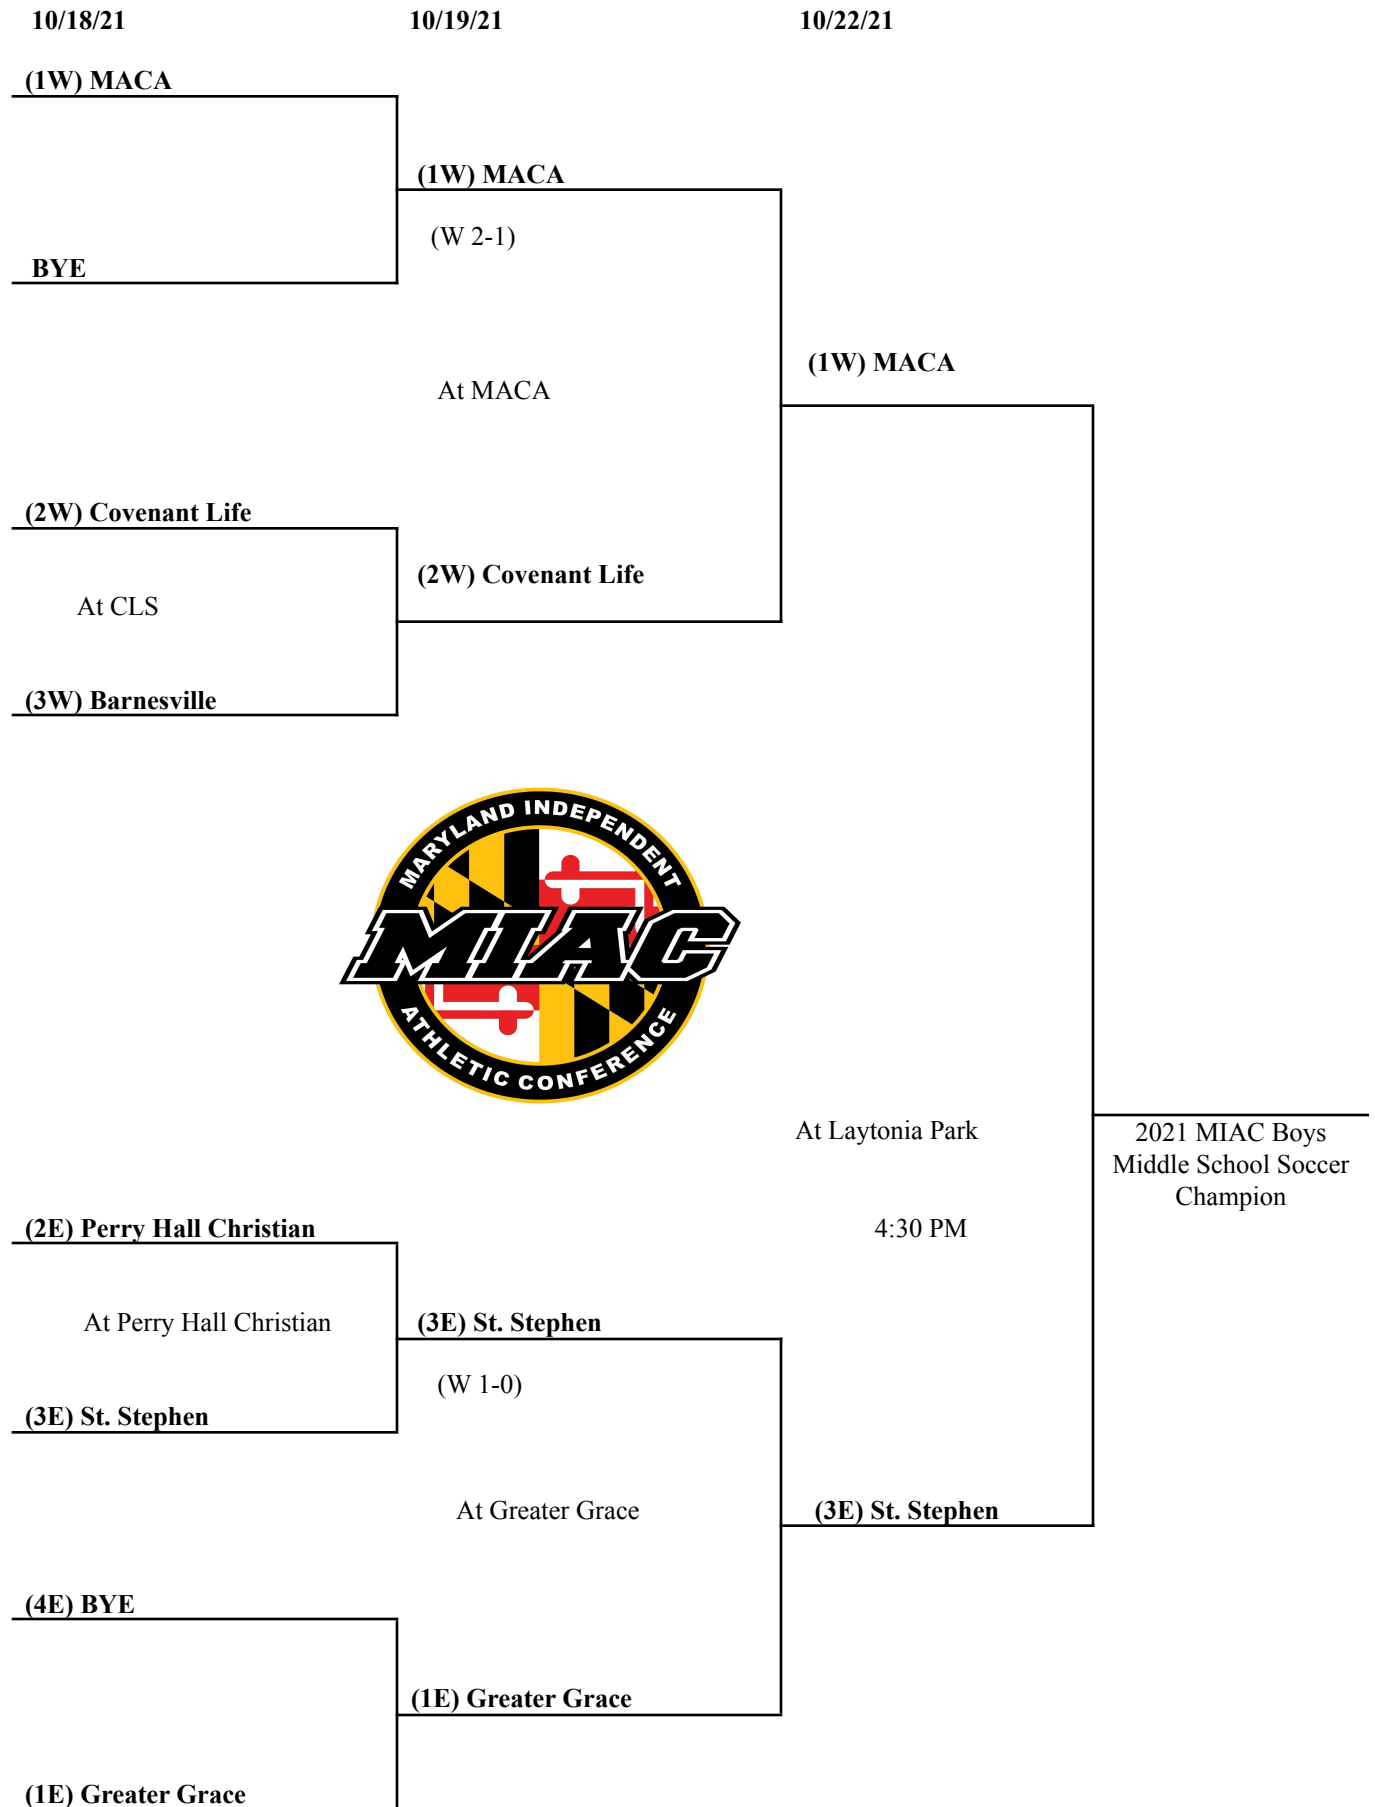 10/18/21 10/19/21 10/22/21
(1W) MACA
(1W) MACA
(W 2-1)
BYE
(1W) MACA
At MACA
(2W) Covenant Life
(2W) Covenant Life
At CLS
(3W) Barnesville
MARYLAND INDEPENDENT
MIAC
ATHLETIC CONFERENCE
At Laytonia Park
2021 MIAC Boys
Middle School Soccer
Champion
(2E) Perry Hall Christian
4:30 PM
At Perry Hall Christian
(3E) St. Stephen
(W 1-0)
(3E) St. Stephen
At Greater Grace
(3E) St. Stephen
(4E) BYE
(1E) Greater Grace
(1E) Greater Grace